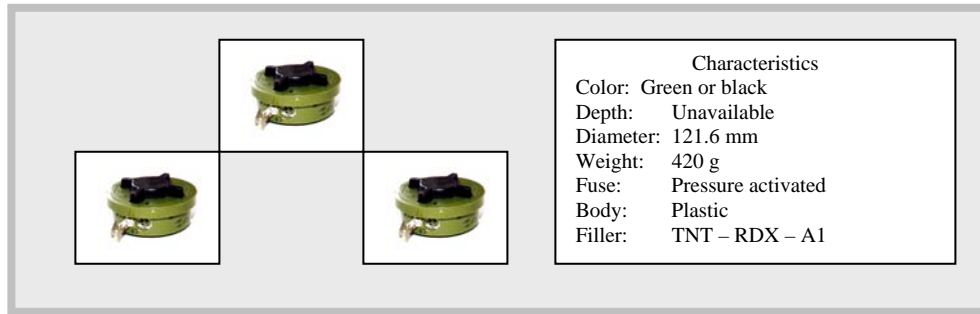 Characteristics
Color: Green or black
Depth: Unavailable
Diameter: 121.6 mm
Weight: 420 g
Fuse: Pressure activated
Body: Plastic
Filler: TNT – RDX – A1